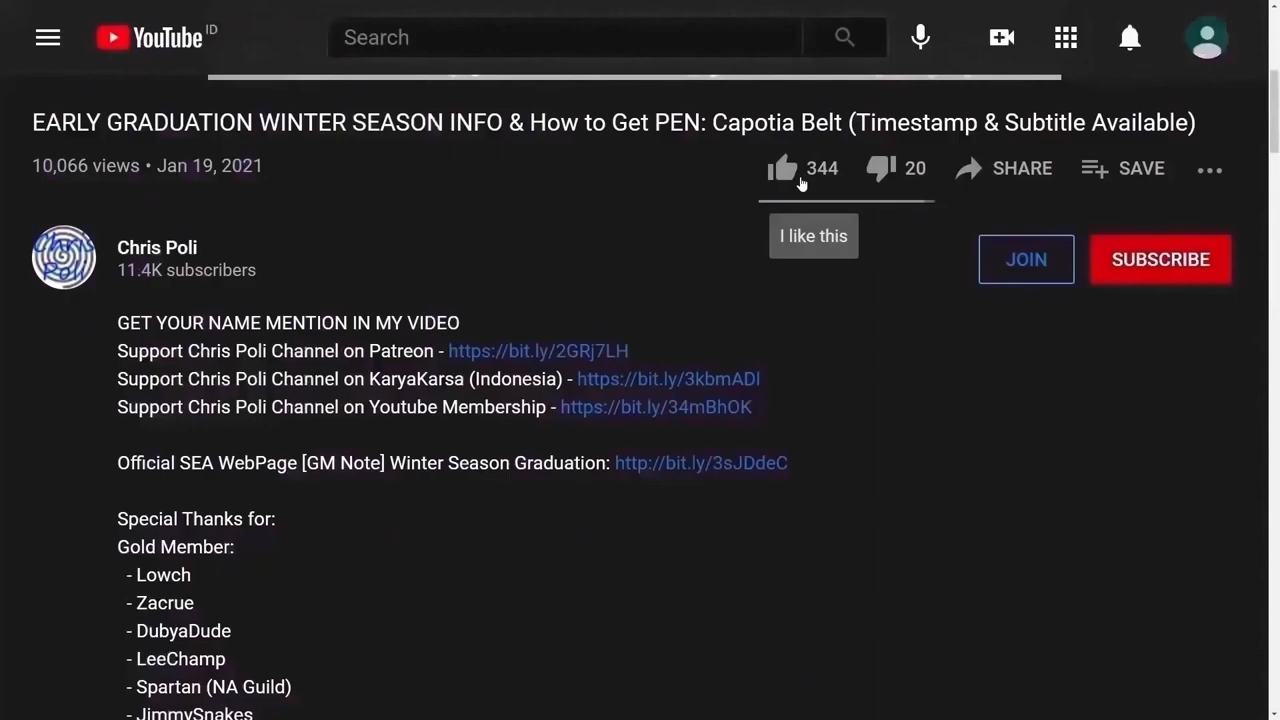 YouTube ID
Search
EARLY GRADUATION WINTER SEASON INFO & How to Get PEN: Capotia Belt (Timestamp & Subtitle Available)
10,066 views • Jan 19, 2021
344
20
SHARE
SAVE
I like this
Chris Poli
11.4K subscribers
JOIN
SUBSCRIBE
GET YOUR NAME MENTION IN MY VIDEO
Support Chris Poli Channel on Patreon - https://bit.ly/2GRj7LH
Support Chris Poli Channel on KaryaKarsa (Indonesia) - https://bit.ly/3kbmADl
Support Chris Poli Channel on Youtube Membership - https://bit.ly/34mBhOK
Official SEA WebPage [GM Note] Winter Season Graduation: http://bit.ly/3sJDdeC
Special Thanks for:
Gold Member:
- Lowch
- Zacrue
- DubyaDude
- LeeChamp
- Spartan (NA Guild)
- JimmySnakes